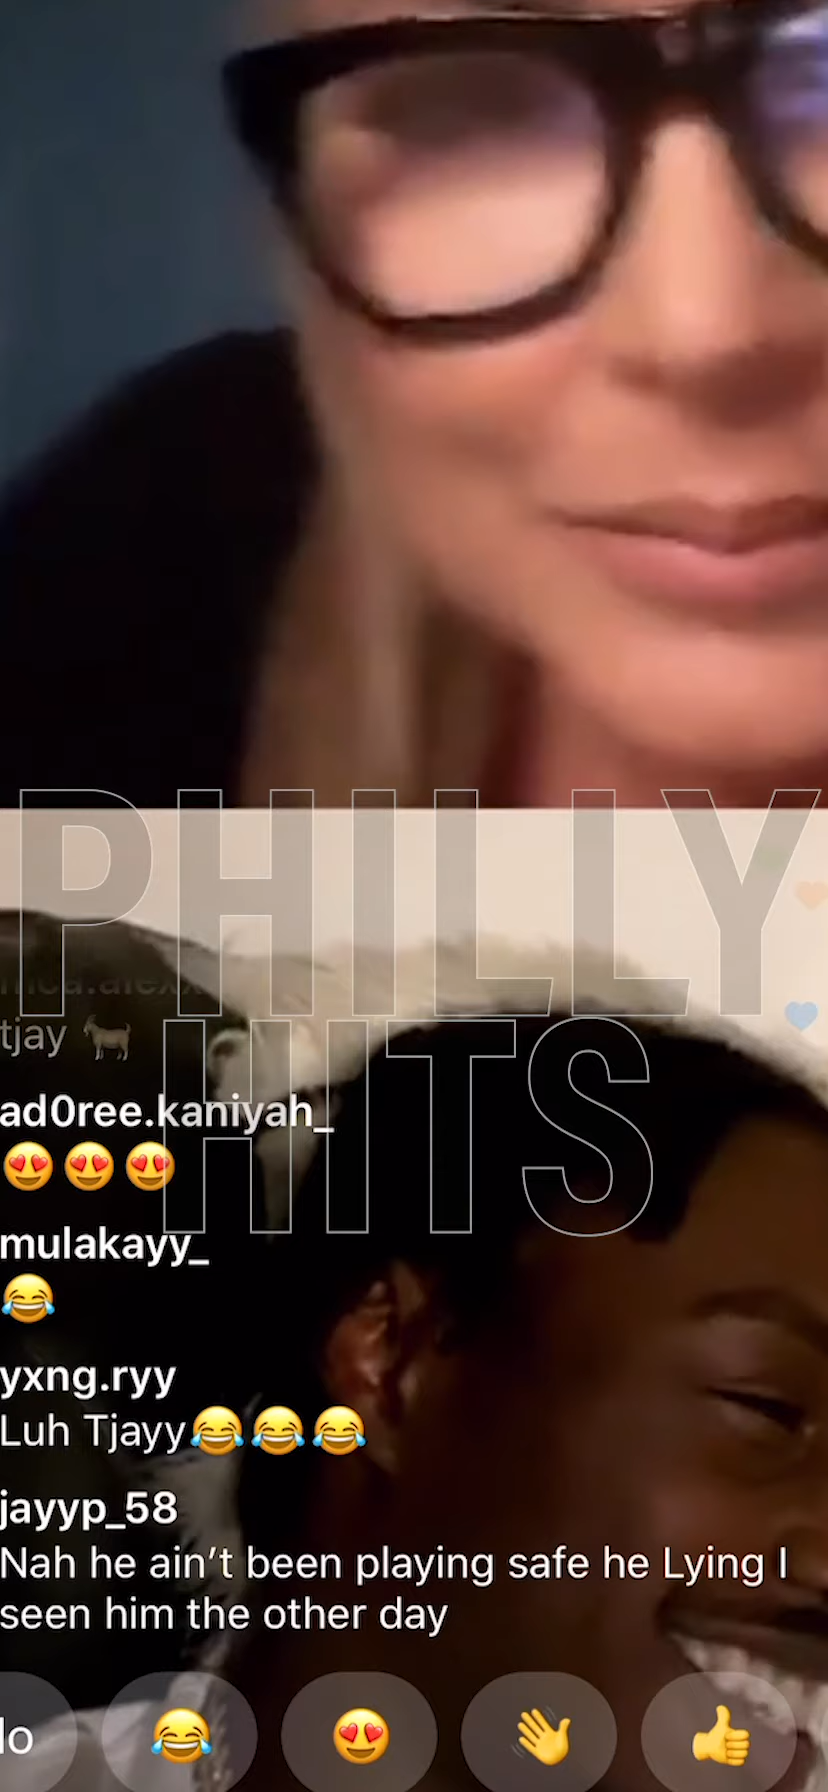 PHILLY
HITS
tjay 🐐
ad0ree.kaniyah_
😍😍😍
mulakayy_
😂
yxng.ryy
Luh Tjayy😂😂😂
jayyp_58
Nah he ain't been playing safe he Lying I
seen him the other day
lo 😂 😍 👋 👍